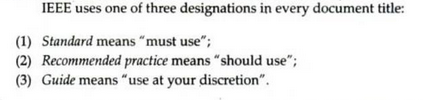 IEEE uses one of three designations in every document title:
(1) Standard means "must use";
(2) Recommended practice means "should use";
(3) Guide means "use at your discretion".